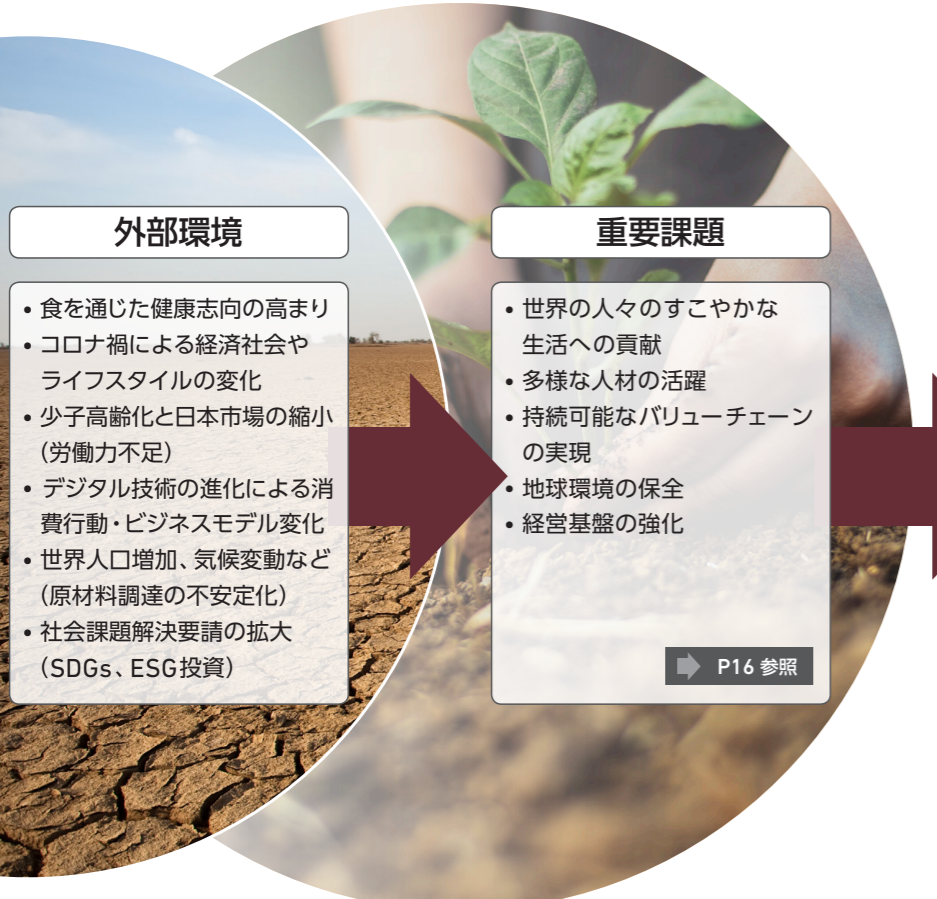 外部環境
• 食を通じた健康志向の高まり
• コロナ禍による経済社会や
ライフスタイルの変化
• 少子高齢化と日本市場の縮小
（労働力不足）
• デジタル技術の進化による消
費行動・ビジネスモデル変化
• 世界人口増加、気候変動など
（原材料調達の不安定化）
• 社会課題解決要請の拡大
（SDGs、ESG投資）
重要課題
• 世界の人々のすこやかな
生活への貢献
• 多様な人材の活躍
• 持続可能なバリューチェーン
の実現
• 地球環境の保全
• 経営基盤の強化
P16 参照